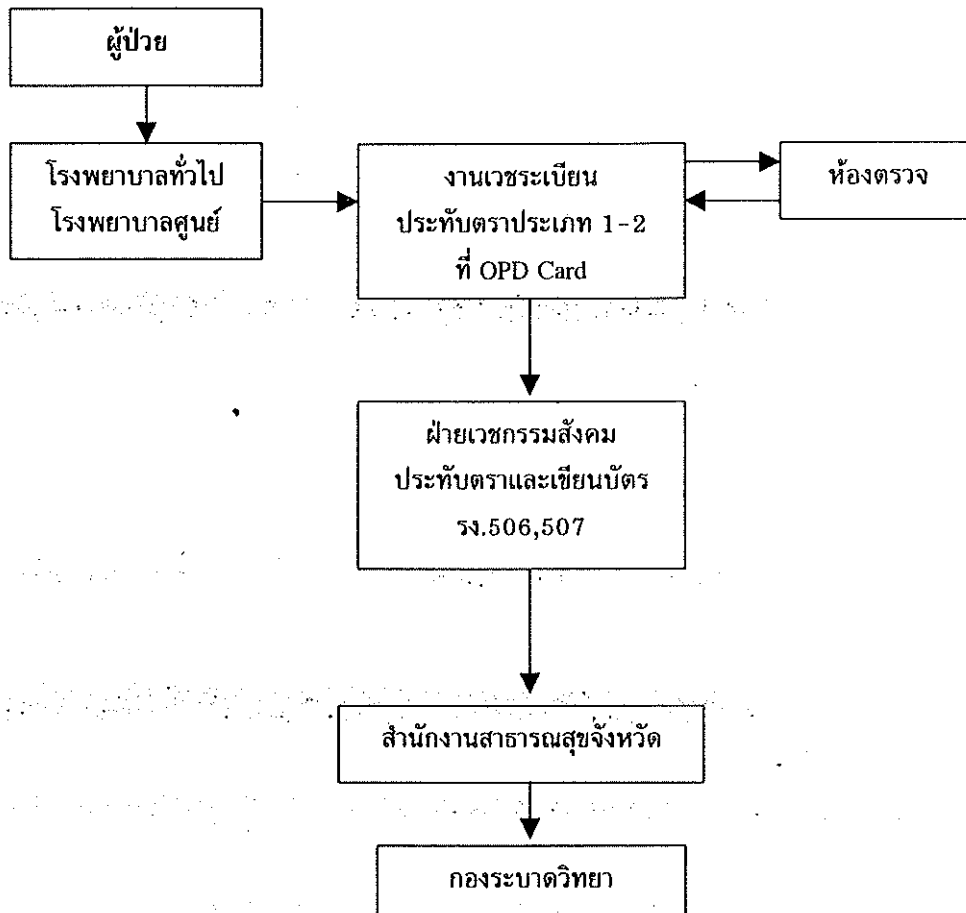 ผู้ป่วย
โรงพยาบาลทั่วไป
โรงพยาบาลศูนย์
งานเวชระเบียน
ประทับตราประเภท 1-2
ที่ OPD Card
ห้องตรวจ
ฝ่ายเวชกรรมสังคม
ประทับตราและเขียนบัตร
รง.506,507
สำนักงานสาธารณสุขจังหวัด
กองระบาดวิทยา